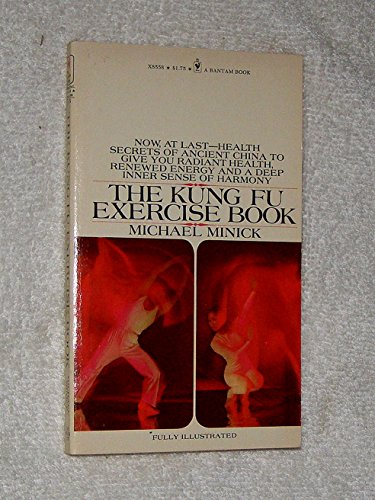 X5558 ★ $1.75 ★ A BANTAM BOOK
NOW, AT LAST—HEALTH
SECRETS OF ANCIENT CHINA TO
GIVE YOU RADIANT HEALTH,
RENEWED ENERGY AND A DEEP
INNER SENSE OF HARMONY
THE KUNG FU
EXERCISE BOOK
MICHAEL MINICK
FULLY ILLUSTRATED